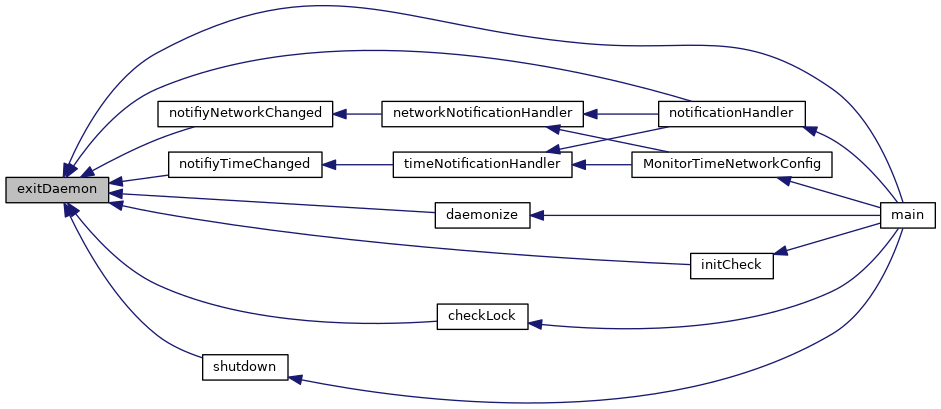 notifiyNetworkChanged
networkNotificationHandler
notificationHandler
notifiyTimeChanged
timeNotificationHandler
MonitorTimeNetworkConfig
exitDaemon
daemonize
main
initCheck
checkLock
shutdown